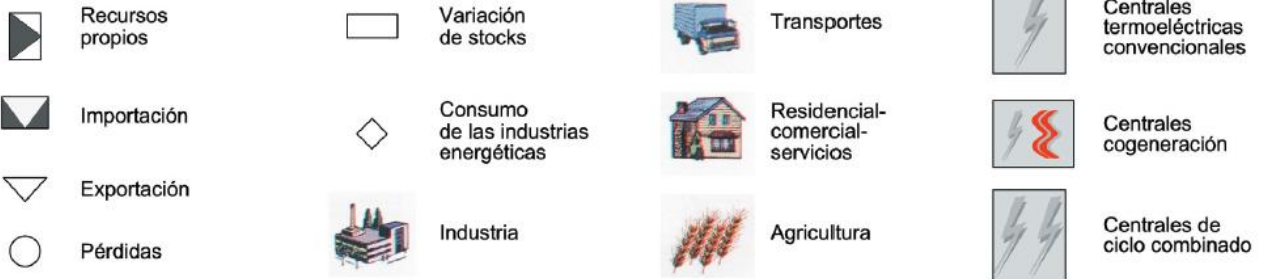 Recursos
propios
Importación
Exportación
Pérdidas
Variación
de stocks
Consumo
de las industrias
energéticas
Industria
Transportes
Residencial-
comercial-
servicios
Agricultura
Centrales
termoeléctricas
convencionales
Centrales
cogeneración
Centrales de
ciclo combinado